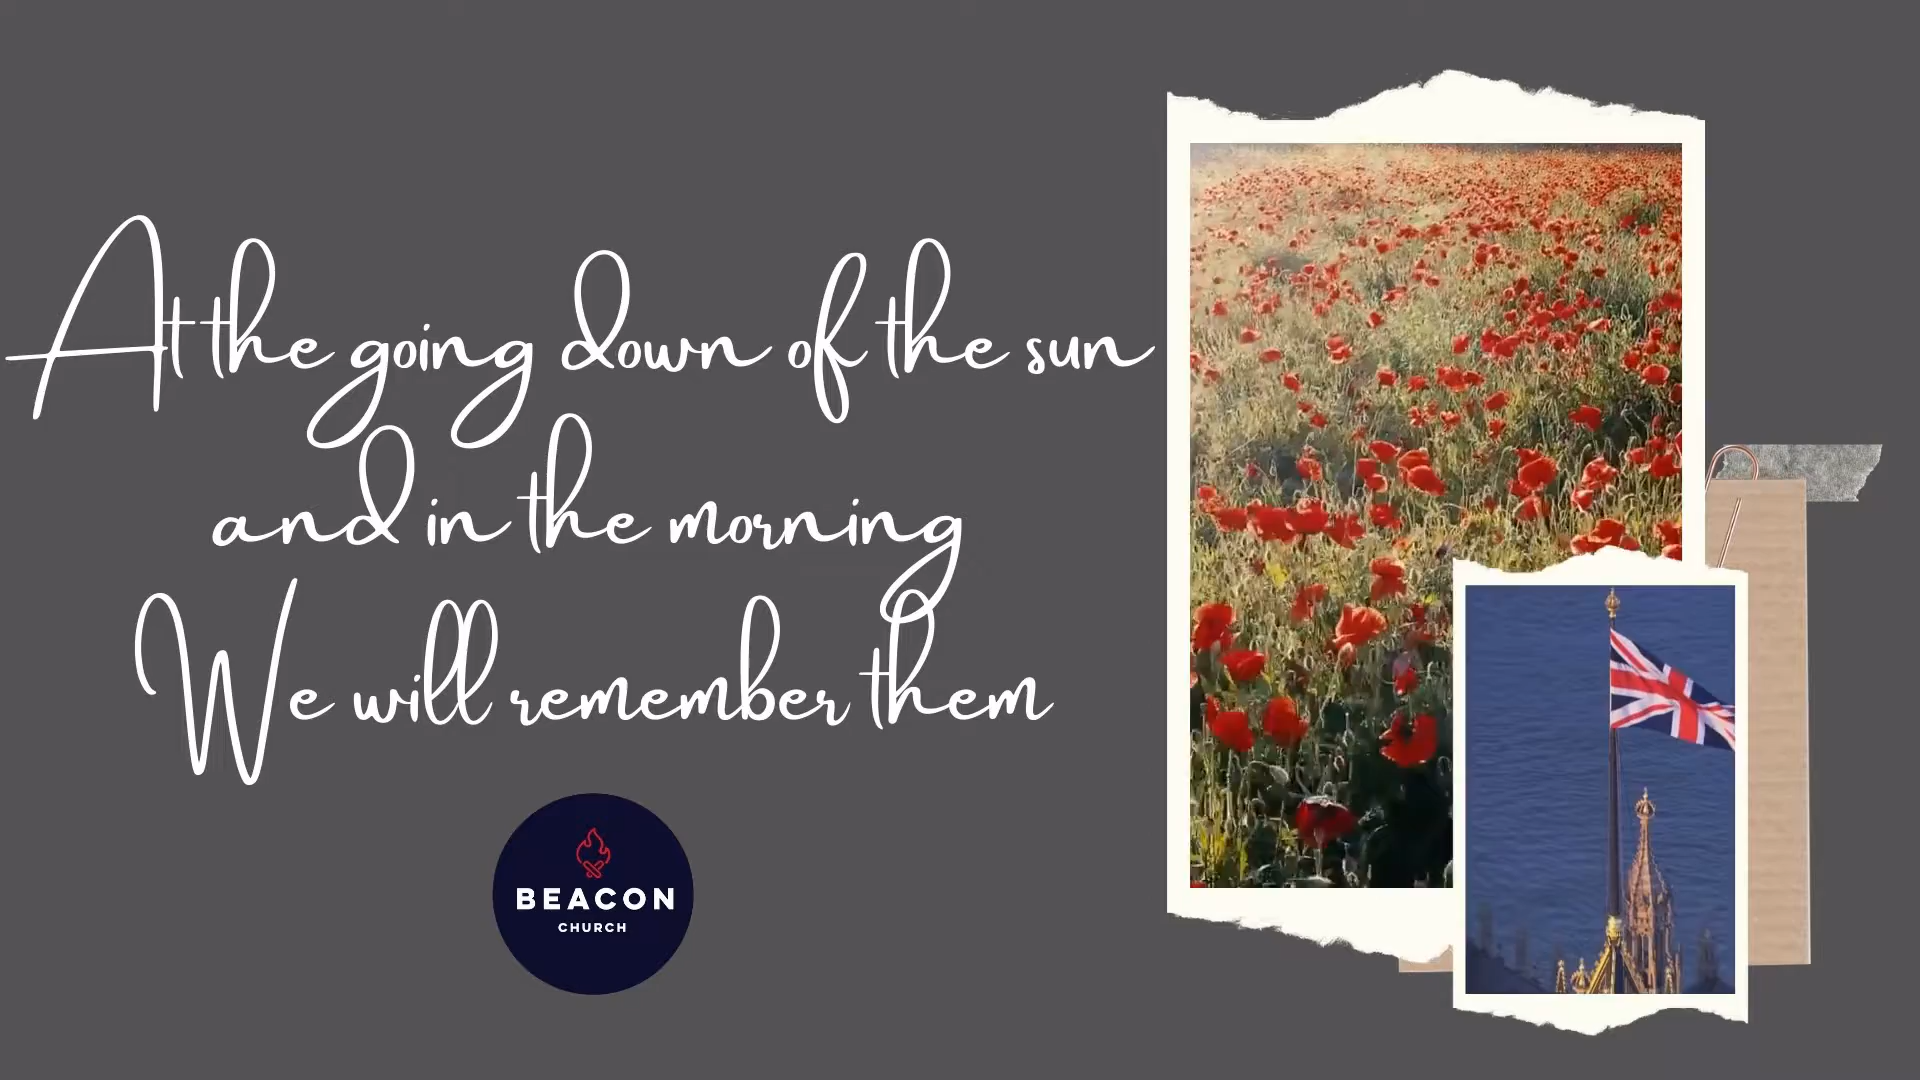 At the going down of the sun
and in the morning
We will remember them
BEACON
CHURCH